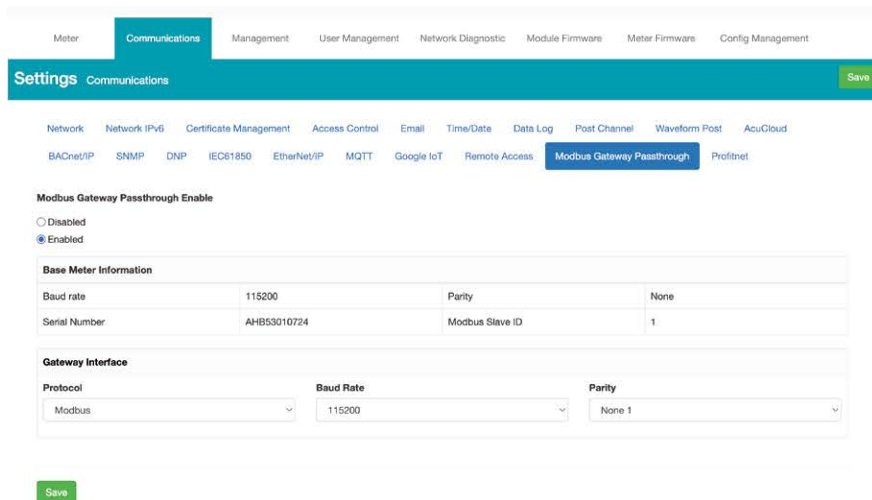 Meter Communications Management User Management Network Diagnostic Module Firmware Meter Firmware Config Management
Settings Communications Save
Network Network IPv6 Certificate Management Access Control Email Time/Date Data Log Post Channel Waveform Post AcuCloud
BACnet/IP SNMP DNP IEC61850 EtherNet/IP MQTT Google IoT Remote Access Modbus Gateway Passthrough Profitnet
Modbus Gateway Passthrough Enable
Disabled
Enabled
Base Meter Information
Baud rate 115200 Parity None
Serial Number AHB53010724 Modbus Slave ID 1
Gateway Interface
Protocol Baud Rate Parity
Modbus 115200 None 1
Save